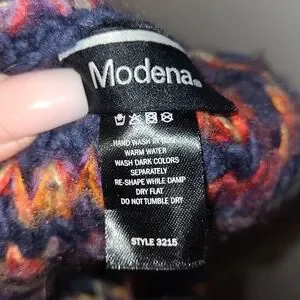 Modena
HAND WASH IN
WARM WATER
WASH DARK COLORS
SEPARATELY
RE-SHAPE WHILE DAMP
DRY FLAT
DO NOT TUMBLE DRY
STYLE 3215